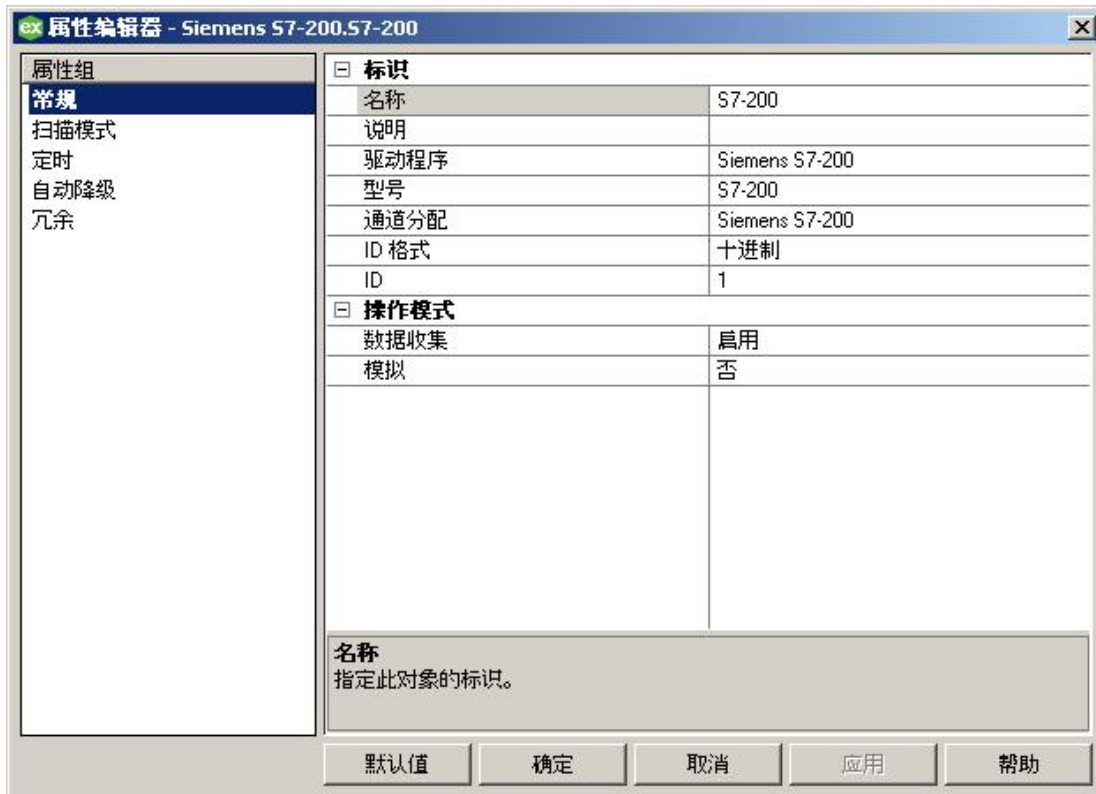 ex 属性编辑器 - Siemens S7-200.S7-200
属性组
常规
扫描模式
定时
自动降级
冗余
标识
名称 S7-200
说明
驱动程序 Siemens S7-200
型号 S7-200
通道分配 Siemens S7-200
ID 格式 十进制
ID 1
操作模式
数据收集 启用
模拟 否
名称
指定此对象的标识。
默认值 确定 取消 应用 帮助